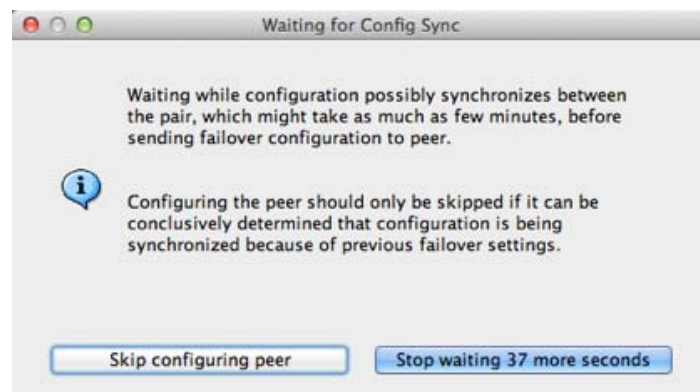 Waiting for Config Sync
Waiting while configuration possibly synchronizes between
the pair, which might take as much as few minutes, before
sending failover configuration to peer.
Configuring the peer should only be skipped if it can be
conclusively determined that configuration is being
synchronized because of previous failover settings.
Skip configuring peer
Stop waiting 37 more seconds